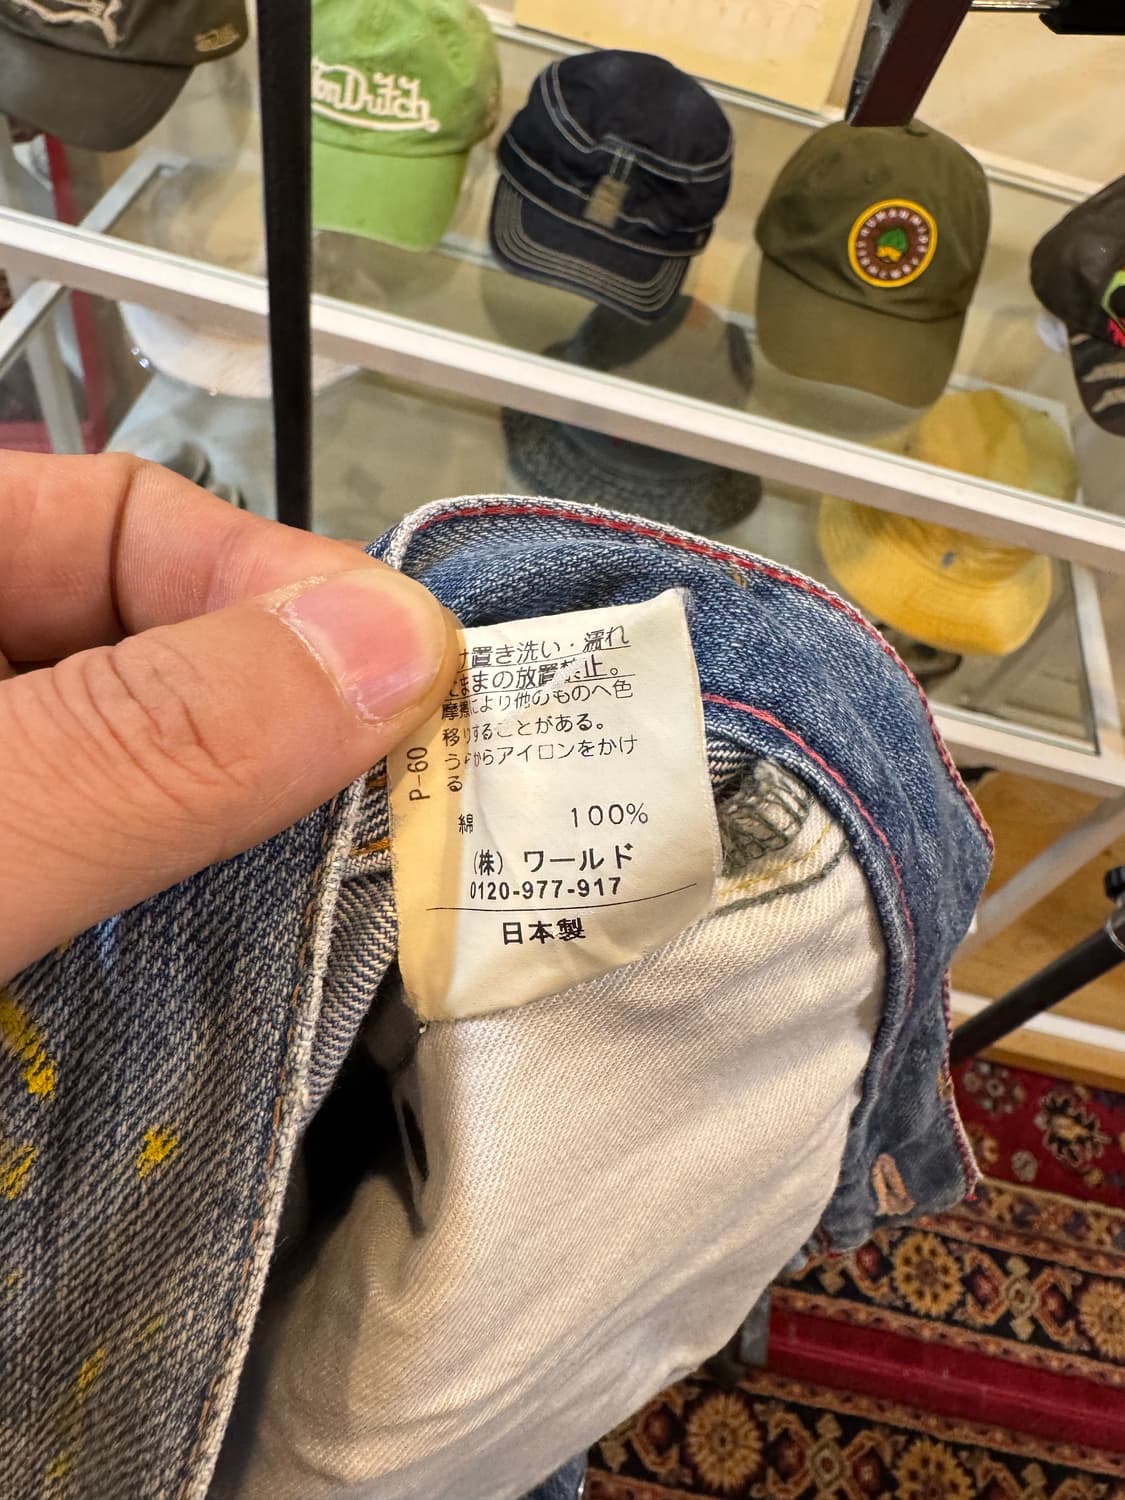 Von Dutch
け置き洗い・濡れ
たままの放置禁止。
摩擦により他のものへ色
移りすることがある。
うらからアイロンをかけ
る
P-60
綿 100%
(株) ワールド
0120-977-917
日本製